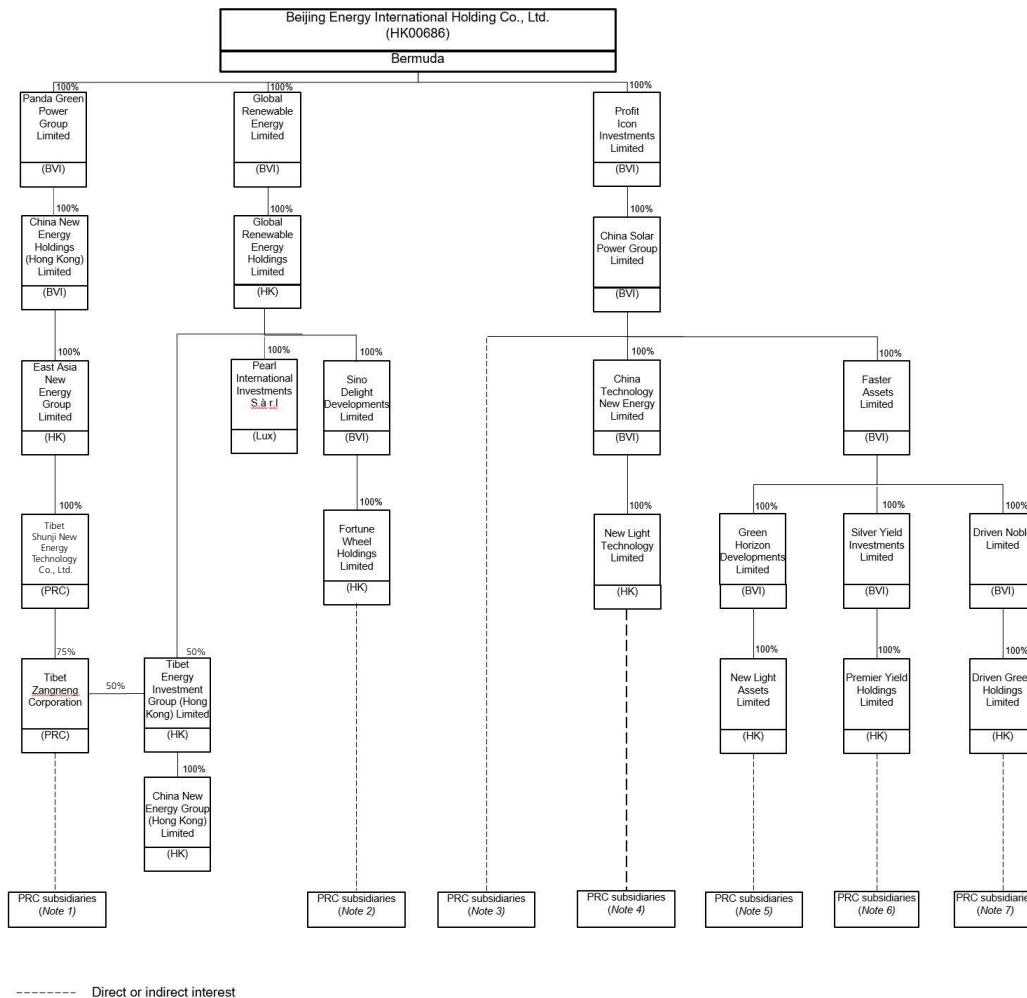 Beijing Energy International Holding Co., Ltd.
(HK00686)
Bermuda
100%
100%
100%
Panda Green
Power
Group
Limited
(BVI)
Global
Renewable
Energy
Limited
(BVI)
Profit
Icon
Investments
Limited
(BVI)
100%
100%
100%
China New
Energy
Holdings
(Hong Kong)
Limited
(BVI)
Global
Renewable
Energy
Holdings
Limited
(HK)
China Solar
Power Group
Limited
(BVI)
100%
100%
100%
100%
100%
East Asia
New
Energy
Group
Limited
(HK)
Pearl
International
Investments
S.à r.l
(Lux)
Sino
Delight
Developments
Limited
(BVI)
China
Technology
New Energy
Limited
(BVI)
Faster
Assets
Limited
(BVI)
100%
100%
100%
100%
100%
100%
Tibet
Shunji New
Energy
Technology
Co., Ltd.
(PRC)
Fortune
Wheel
Holdings
Limited
(HK)
New Light
Technology
Limited
(HK)
Green
Horizon
Developments
Limited
(BVI)
Silver Yield
Investments
Limited
(BVI)
Driven Noble
Limited
(BVI)
75%
50%
100%
100%
100%
Tibet
Zangneng
Corporation
(PRC)
50%
Tibet
Energy
Investment
Group (Hong
Kong) Limited
(HK)
New Light
Assets
Limited
(HK)
Premier Yield
Holdings
Limited
(HK)
Driven Green
Holdings
Limited
(HK)
100%
China New
Energy Group
(Hong Kong)
Limited
(HK)
PRC subsidiaries
(Note 1)
PRC subsidiaries
(Note 2)
PRC subsidiaries
(Note 3)
PRC subsidiaries
(Note 4)
PRC subsidiaries
(Note 5)
PRC subsidiaries
(Note 6)
PRC subsidiaries
(Note 7)
Direct or indirect interest